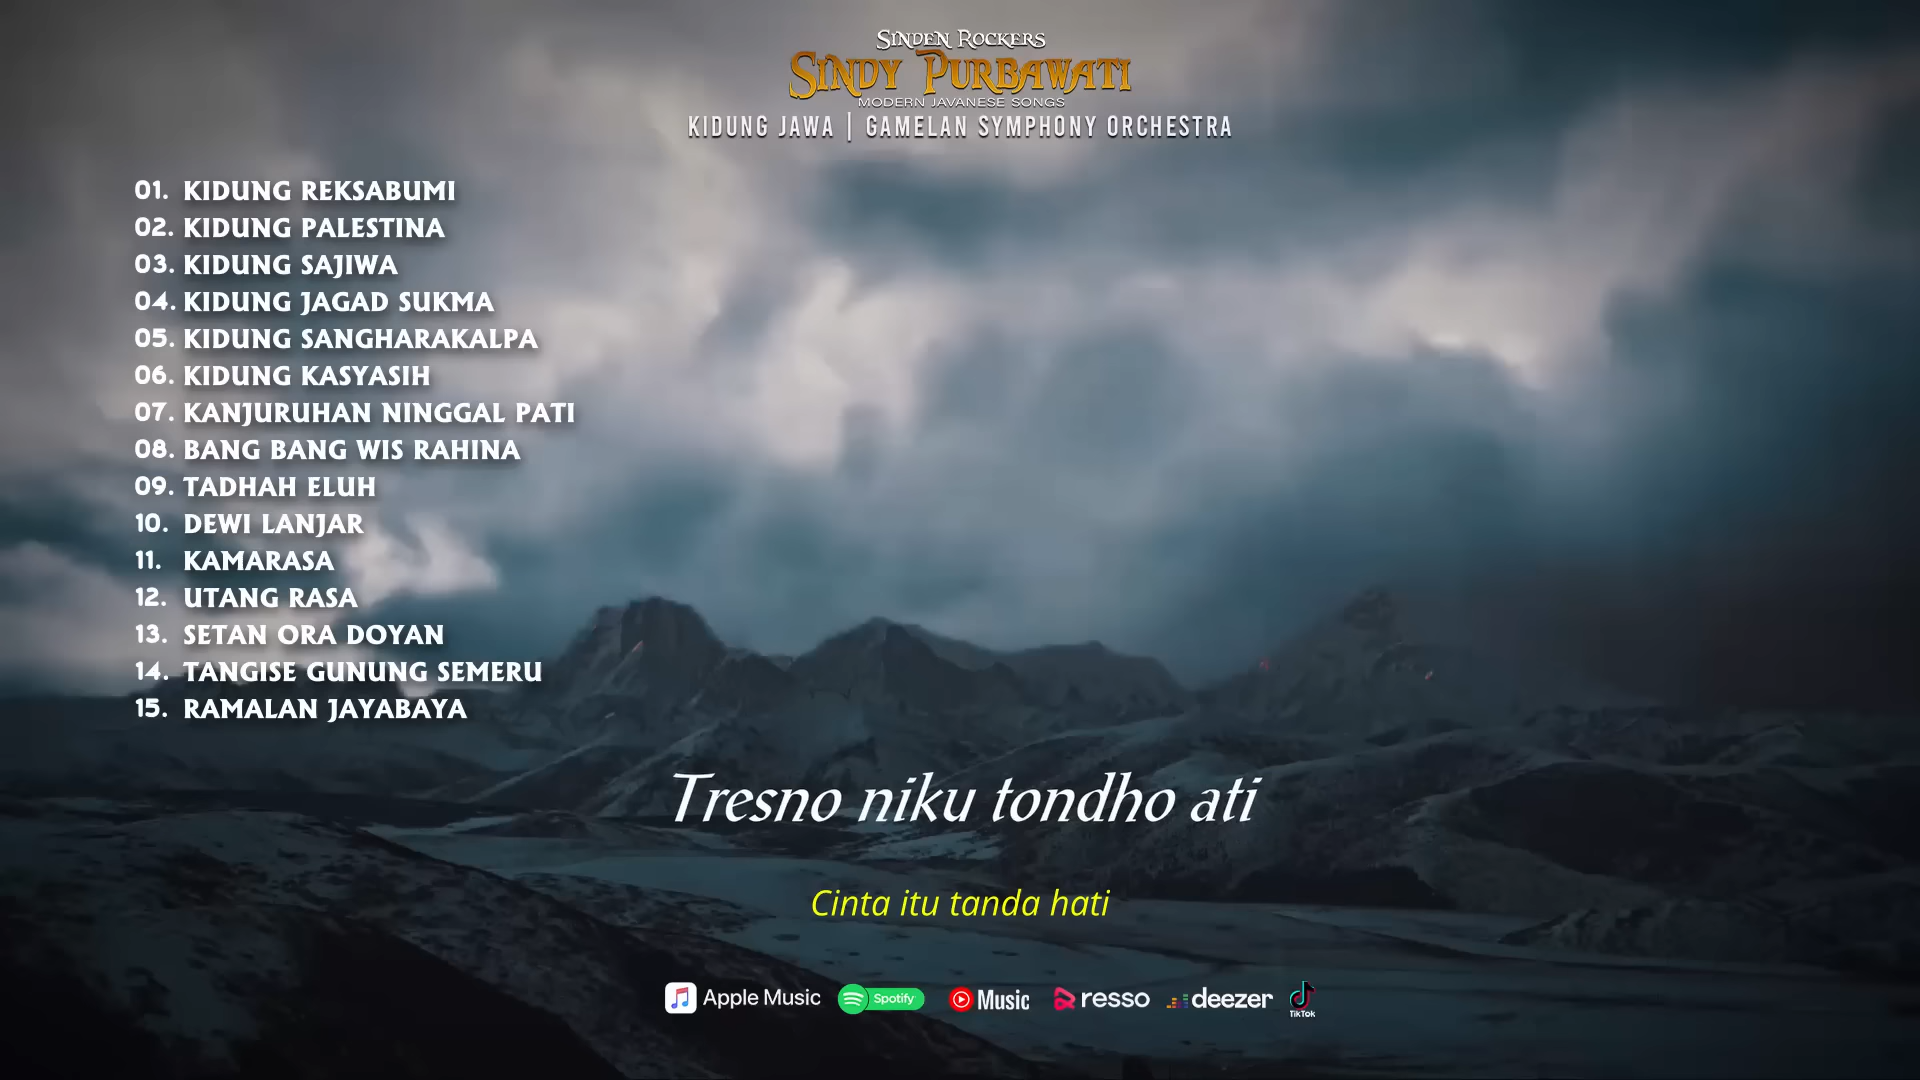 SINDEN ROCKERS
SINDY PURBAWATI
MODERN JAVANESE SONGS
KIDUNG JAWA | GAMELAN SYMPHONY ORCHESTRA
01. KIDUNG REKSABUMI
02. KIDUNG PALESTINA
03. KIDUNG SAJIWA
04. KIDUNG JAGAD SUKMA
05. KIDUNG SANGHARAKALPA
06. KIDUNG KASYASIH
07. KANJURUHAN NINGGAL PATI
08. BANG BANG WIS RAHINA
09. TADHAH ELUH
10. DEWI LANJAR
11. KAMARASA
12. UTANG RASA
13. SETAN ORA DOYAN
14. TANGISE GUNUNG SEMERU
15. RAMALAN JAYABAYA
Tresno niku tondho ati
Cinta itu tanda hati
Apple Music Spotify Music resso deezer TikTok